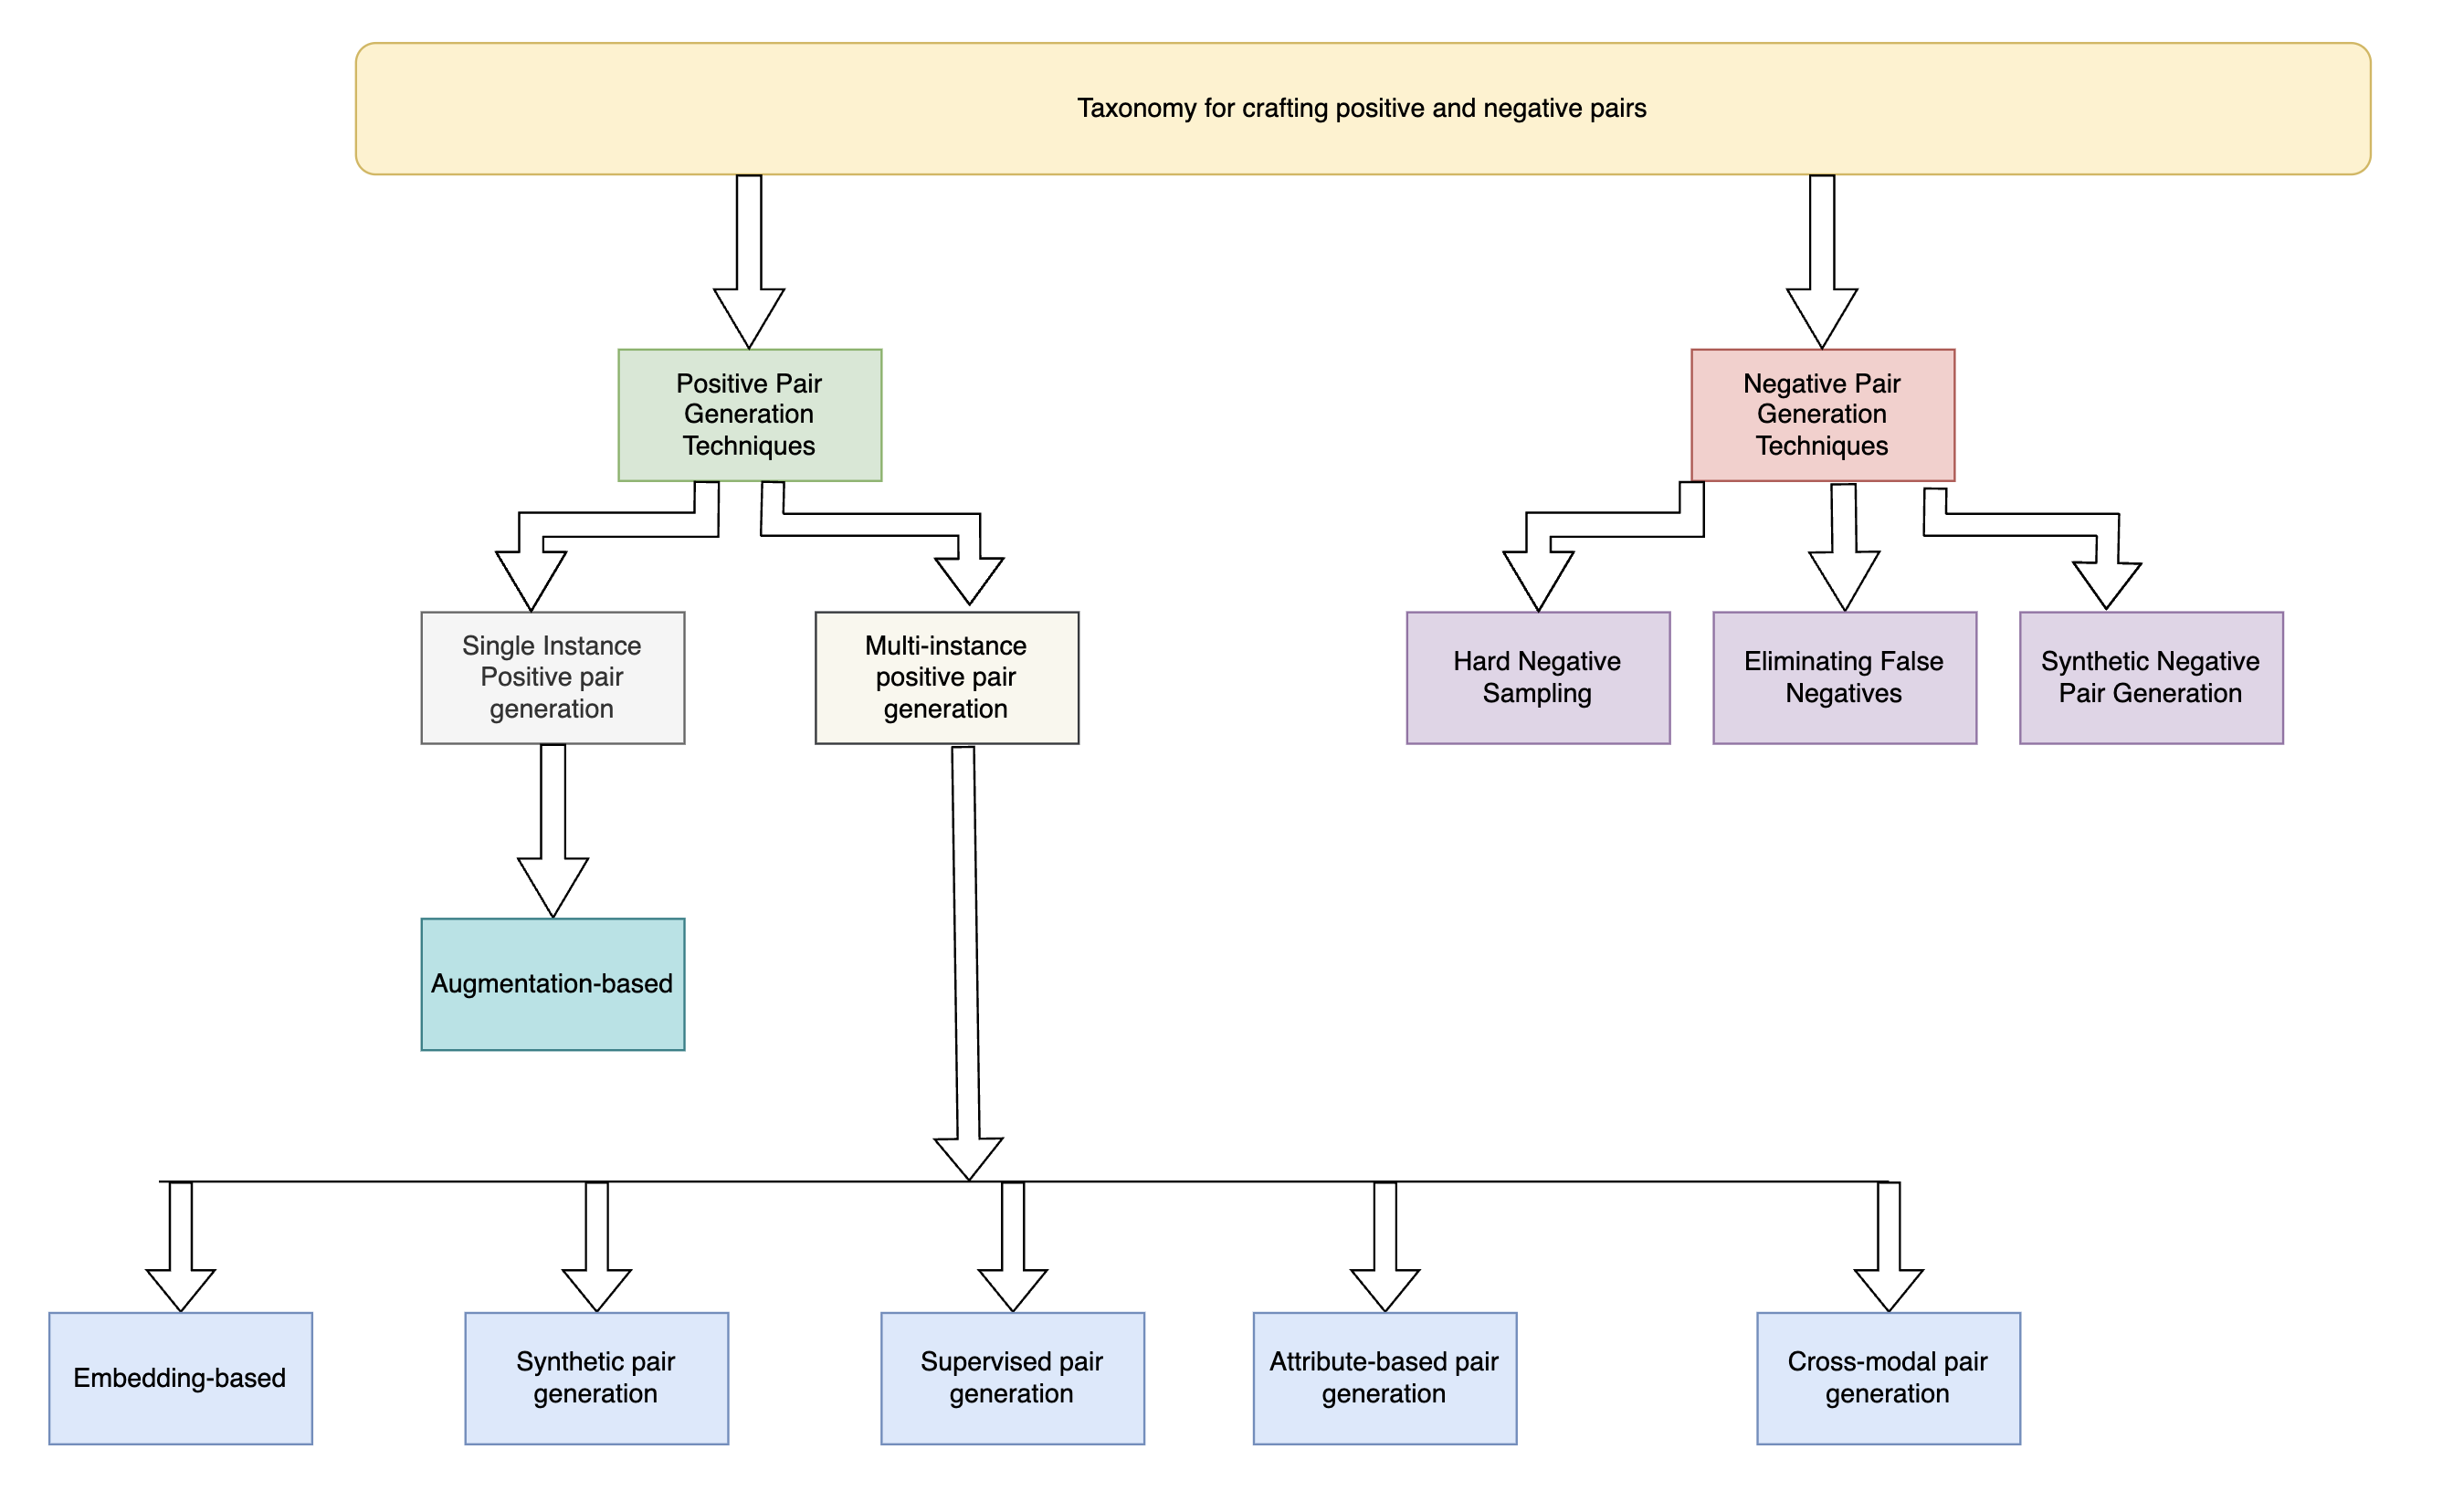 Taxonomy for crafting positive and negative pairs
Positive Pair
Generation
Techniques
Negative Pair
Generation
Techniques
Single Instance
Positive pair
generation
Multi-instance
positive pair
generation
Hard Negative
Sampling
Eliminating False
Negatives
Synthetic Negative
Pair Generation
Augmentation-based
Embedding-based
Synthetic pair
generation
Supervised pair
generation
Attribute-based pair
generation
Cross-modal pair
generation